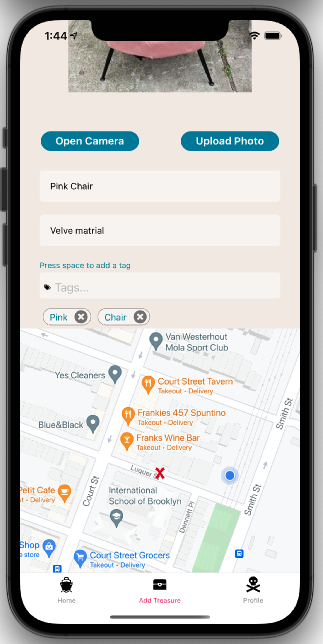 1:44
Open Camera
Upload Photo
Pink Chair
Velve matrial
Press space to add a tag
Tags...
Pink
Chair
Van Westerhout
Mola Sport Club
Yes Cleaners
Court Street Tavern
Takeout • Delivery
Smith St
Frankies 457 Spuntino
Takeout • Delivery
Blue&Black
Franks Wine Bar
Takeout • Delivery
Luquer S
Court St
Petit Cafe
ut • Delivery
International
School of Brooklyn
Dennett Pl
Smith St
Shop
e store
Court Street Grocers
Takeout • Delivery
Home
Add Treasure
Profile